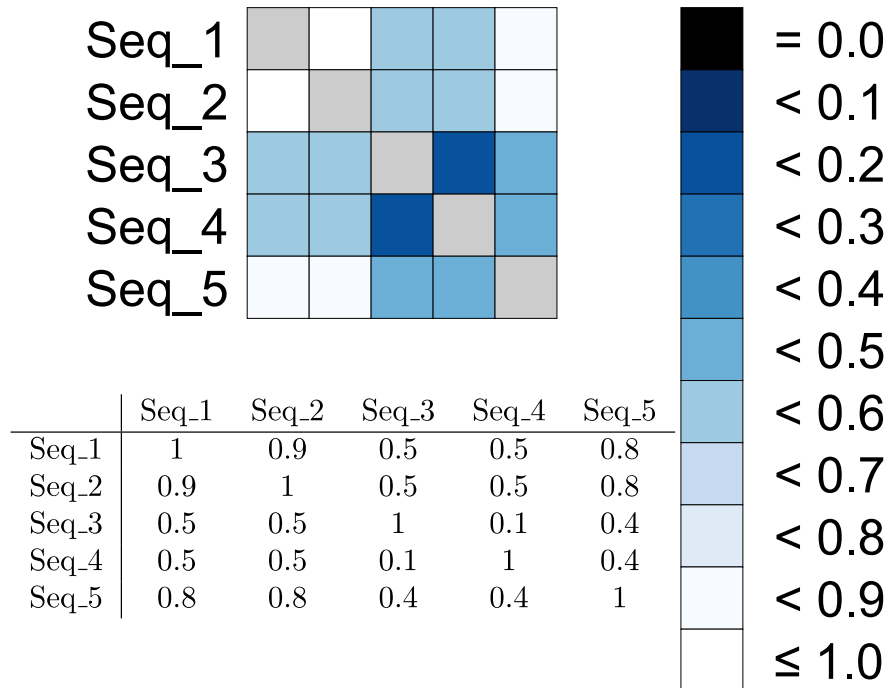 Seq_1
Seq_2
Seq_3
Seq_4
Seq_5
= 0.0
< 0.1
< 0.2
< 0.3
< 0.4
< 0.5
< 0.6
< 0.7
< 0.8
< 0.9
≤ 1.0
Seq_1 Seq_2 Seq_3 Seq_4 Seq_5
Seq_1 1 0.9 0.5 0.5 0.8
Seq_2 0.9 1 0.5 0.5 0.8
Seq_3 0.5 0.5 1 0.1 0.4
Seq_4 0.5 0.5 0.1 1 0.4
Seq_5 0.8 0.8 0.4 0.4 1